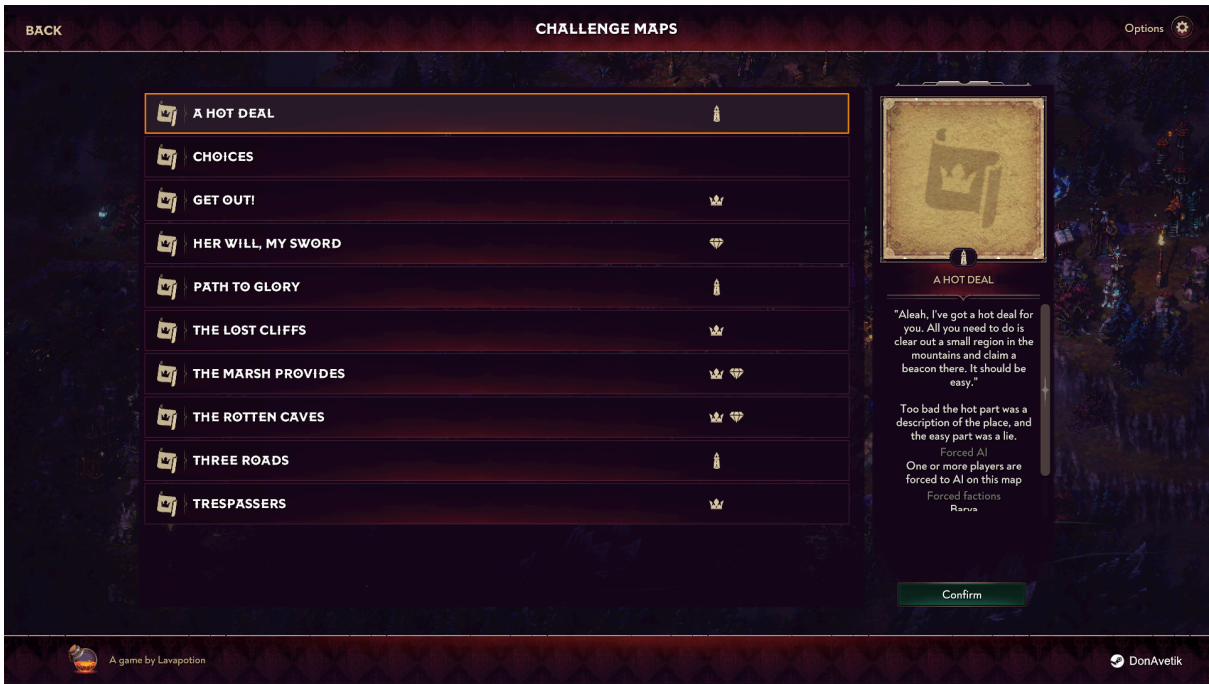 BACK
CHALLENGE MAPS
Options
A HOT DEAL
CHOICES
GET OUT!
HER WILL, MY SWORD
PATH TO GLORY
THE LOST CLIFFS
THE MARSH PROVIDES
THE ROTTEN CAVES
THREE ROADS
TRESPASSERS
A HOT DEAL
"Aleah, I've got a hot deal for
you. All you need to do is
clear out a small region in the
mountains and claim a
beacon there. It should be
easy."
Too bad the hot part was a
description of the place, and
the easy part was a lie.
Forced AI
One or more players are
forced to AI on this map
Forced factions
Barya
Confirm
A game by Lavapotion
DonAvetik